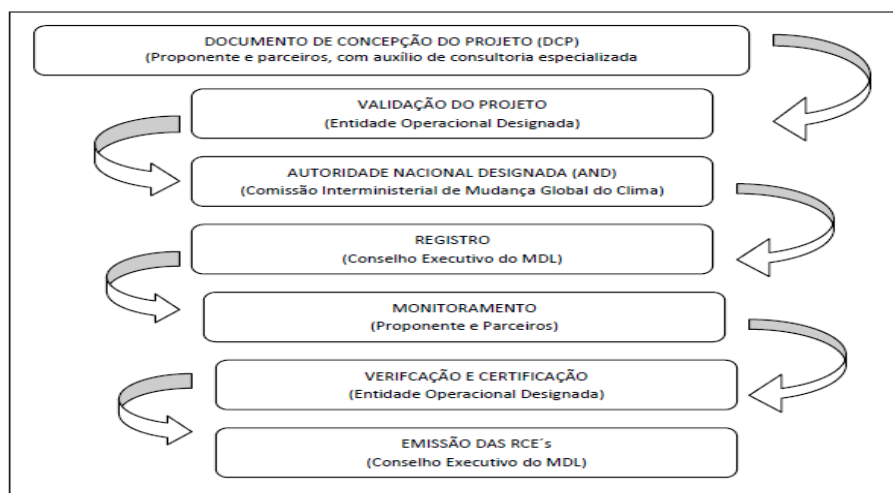 DOCUMENTO DE CONCEPÇÃO DO PROJETO (DCP)
(Proponente e parceiros, com auxílio de consultoria especializada
VALIDAÇÃO DO PROJETO
(Entidade Operacional Designada)
AUTORIDADE NACIONAL DESIGNADA (AND)
(Comissão Interministerial de Mudança Global do Clima)
REGISTRO
(Conselho Executivo do MDL)
MONITORAMENTO
(Proponente e Parceiros)
VERIFCAÇÃO E CERTIFICAÇÃO
(Entidade Operacional Designada)
EMISSÃO DAS RCE´s
(Conselho Executivo do MDL)